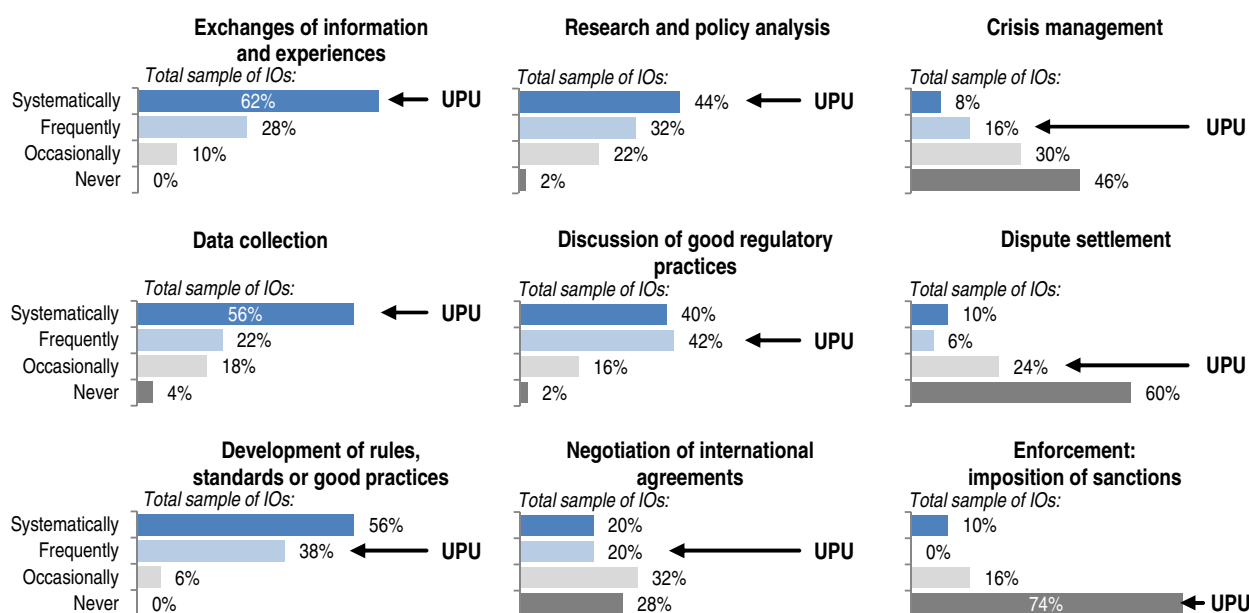 Exchanges of information
and experiences
Total sample of IOs:
Systematically 62% UPU
Frequently 28%
Occasionally 10%
Never 0%
Research and policy analysis
Total sample of IOs:
44% UPU
32%
22%
2%
Crisis management
Total sample of IOs:
8%
16% UPU
30%
46%
Data collection
Total sample of IOs:
Systematically 56% UPU
Frequently 22%
Occasionally 18%
Never 4%
Discussion of good regulatory
practices
Total sample of IOs:
40%
42% UPU
16%
2%
Dispute settlement
Total sample of IOs:
10%
6%
24% UPU
60%
Development of rules,
standards or good practices
Total sample of IOs:
Systematically 56%
Frequently 38% UPU
Occasionally 6%
Never 0%
Negotiation of international
agreements
Total sample of IOs:
20%
20% UPU
32%
28%
Enforcement:
imposition of sanctions
Total sample of IOs:
10%
0%
16%
74% UPU